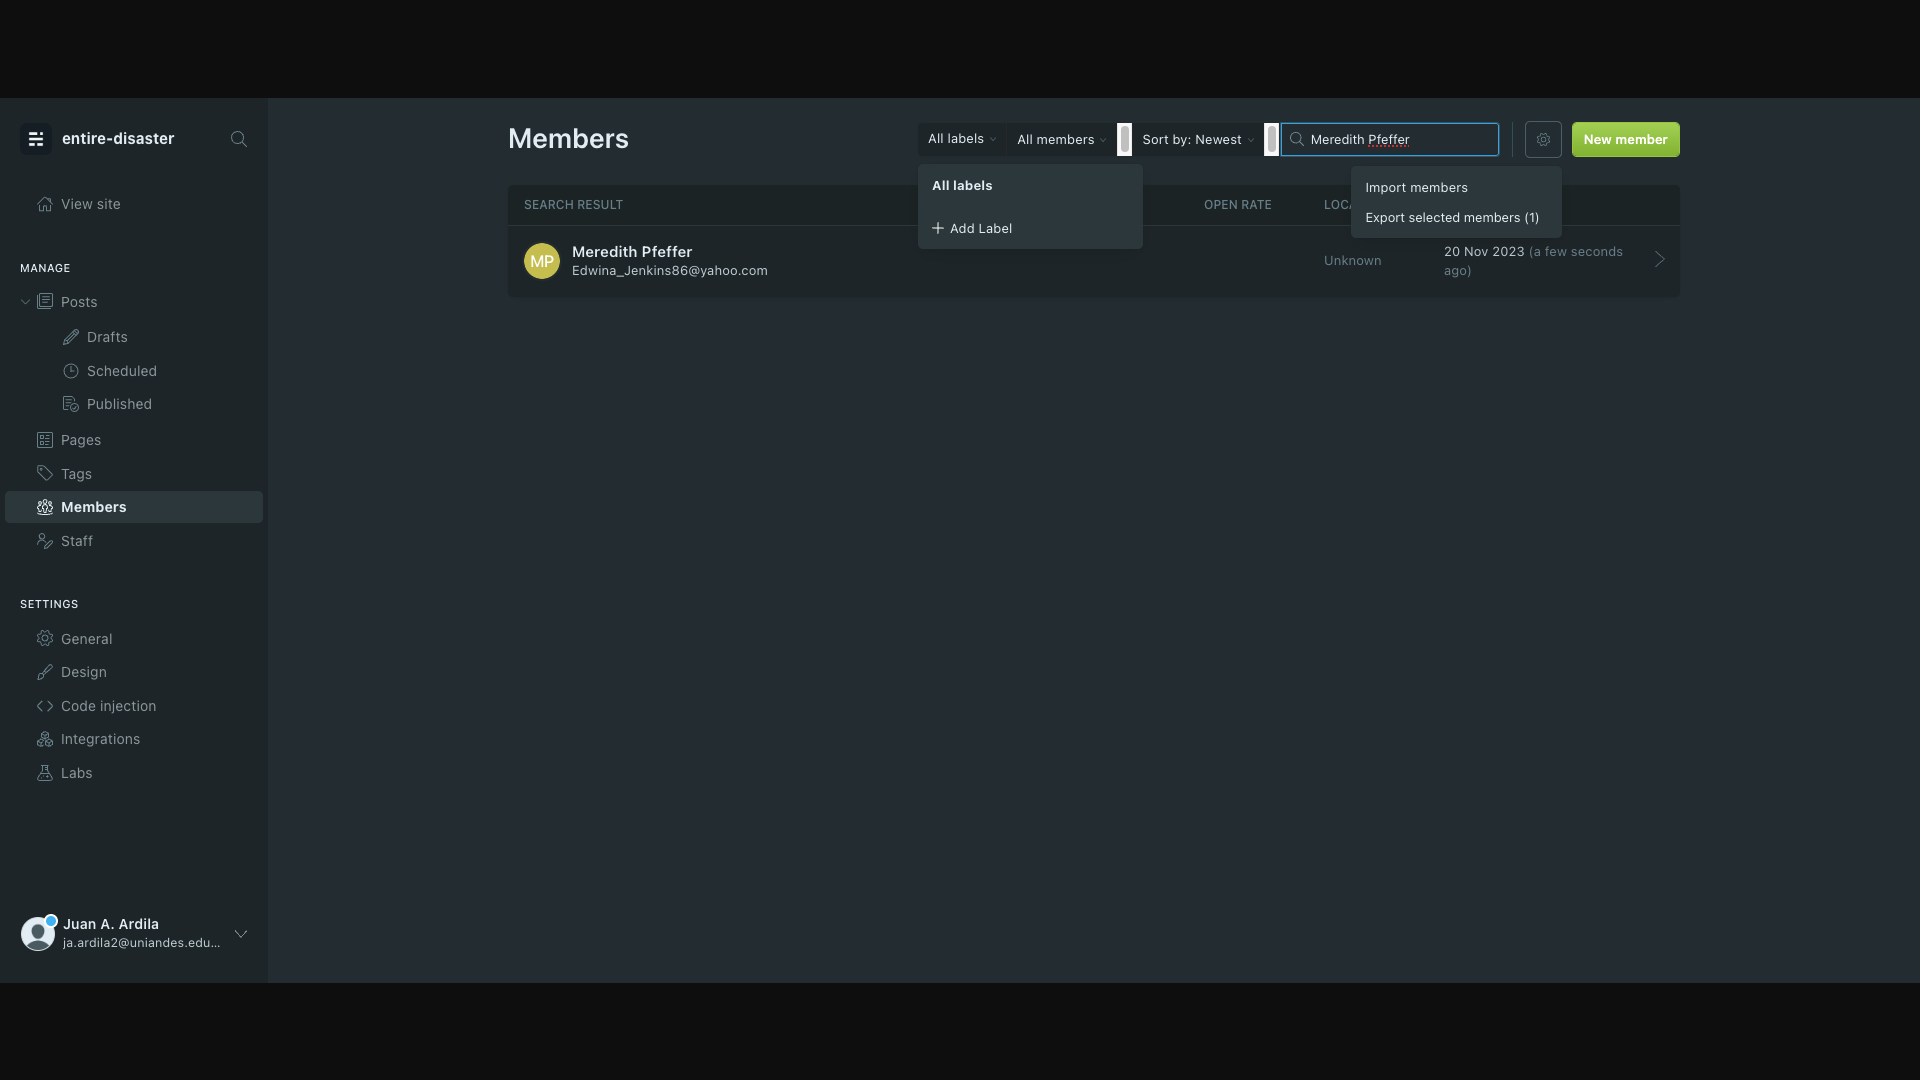 entire-disaster
View site
MANAGE
Posts
Drafts
Scheduled
Published
Pages
Tags
Members
Staff
SETTINGS
General
Design
Code injection
Integrations
Labs
Juan A. Ardila
ja.ardila2@uniandes.edu...
Members
All labels
All members
Sort by: Newest
Meredith Pfeffer
New member
All labels
Add Label
Import members
Export selected members (1)
SEARCH RESULT
OPEN RATE
LOCA
MP
Meredith Pfeffer
Edwina_Jenkins86@yahoo.com
Unknown
20 Nov 2023 (a few seconds
ago)